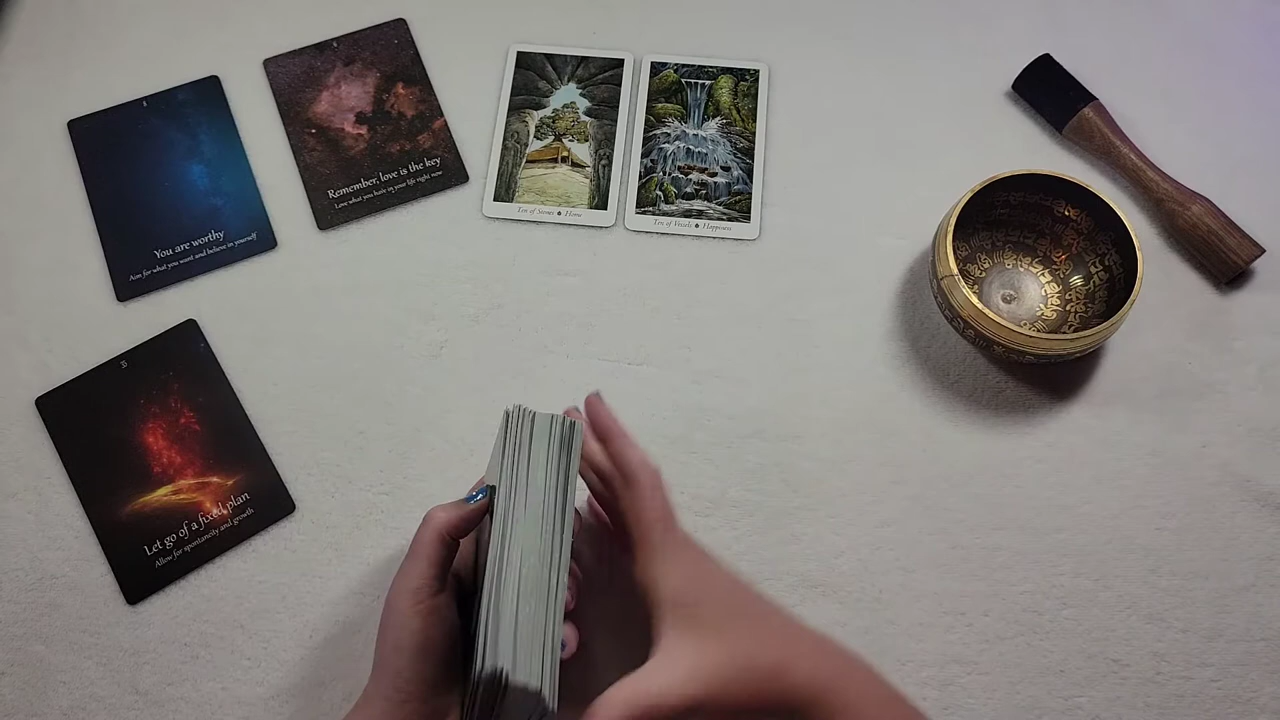 You are worthy
Aim for what you want and believe in yourself
Remember, love is the key
Love what you have in your life right now
Ten of Stones Home
Ten of Vessels Happiness
Let go of a fixed plan
Allow for spontaneity and growth